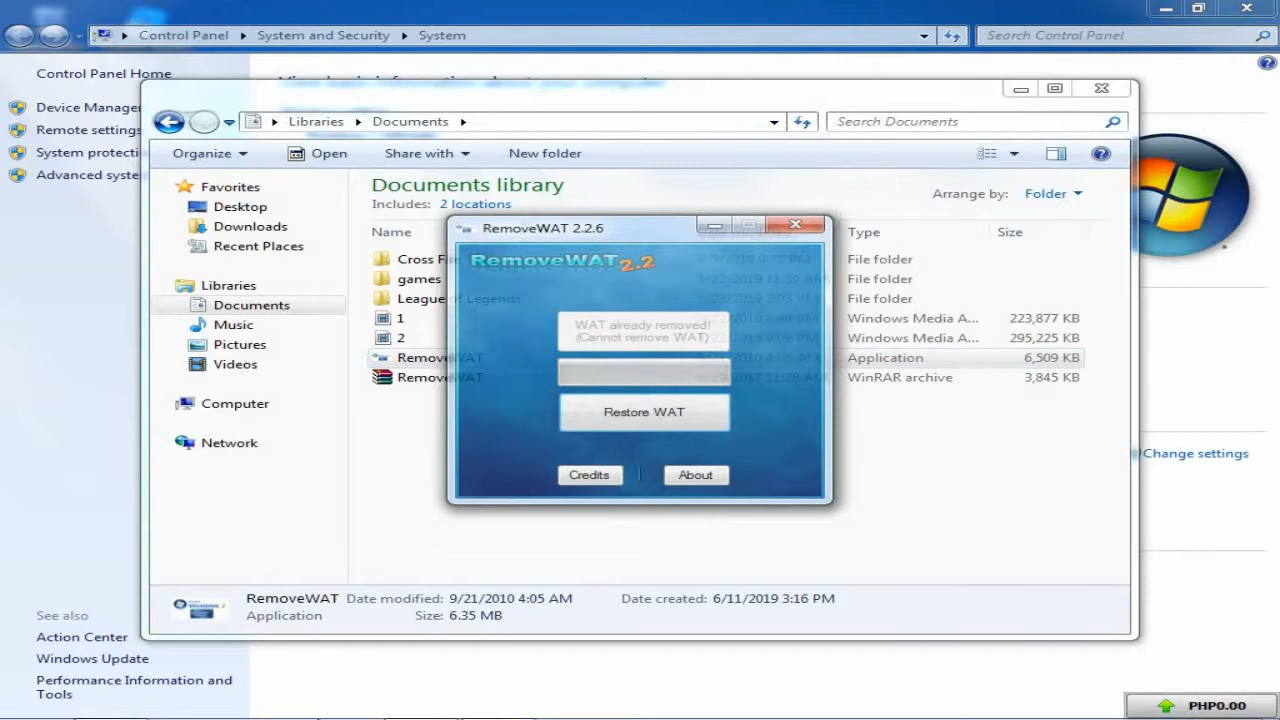 Control Panel System and Security System
Search Control Panel
Control Panel Home
Device Manager
Remote settings
System protecti
Advanced syste
Libraries Documents
Search Documents
Organize Open Share with New folder
Favorites
Desktop
Downloads
Recent Places
Libraries
Documents
Music
Pictures
Videos
Computer
Network
Documents library
Includes: 2 locations
Arrange by: Folder
Name Type Size
Cross Fi File folder
games File folder
League of Legends File folder
1 Windows Media A... 223,877 KB
2 Windows Media A... 295,225 KB
RemoveWAT Application 6,509 KB
RemoveWAT WinRAR archive 3,845 KB
RemoveWAT 2.2.6
RemoveWAT 2.2
WAT already removed!
(Cannot remove WAT)
Restore WAT
Credits About
Change settings
RemoveWAT Date modified: 9/21/2010 4:05 AM Date created: 6/11/2019 3:16 PM
Application Size: 6.35 MB
See also
Action Center
Windows Update
Performance Information and
Tools
PHP0.00